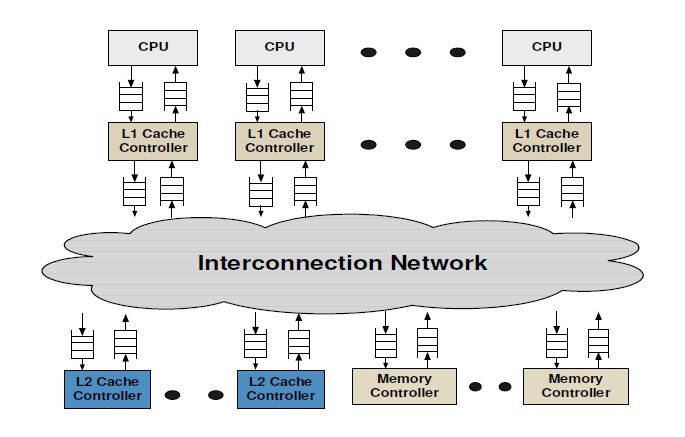 CPU
CPU
CPU
L1 Cache
Controller
L1 Cache
Controller
L1 Cache
Controller
Interconnection Network
L2 Cache
Controller
L2 Cache
Controller
Memory
Controller
Memory
Controller